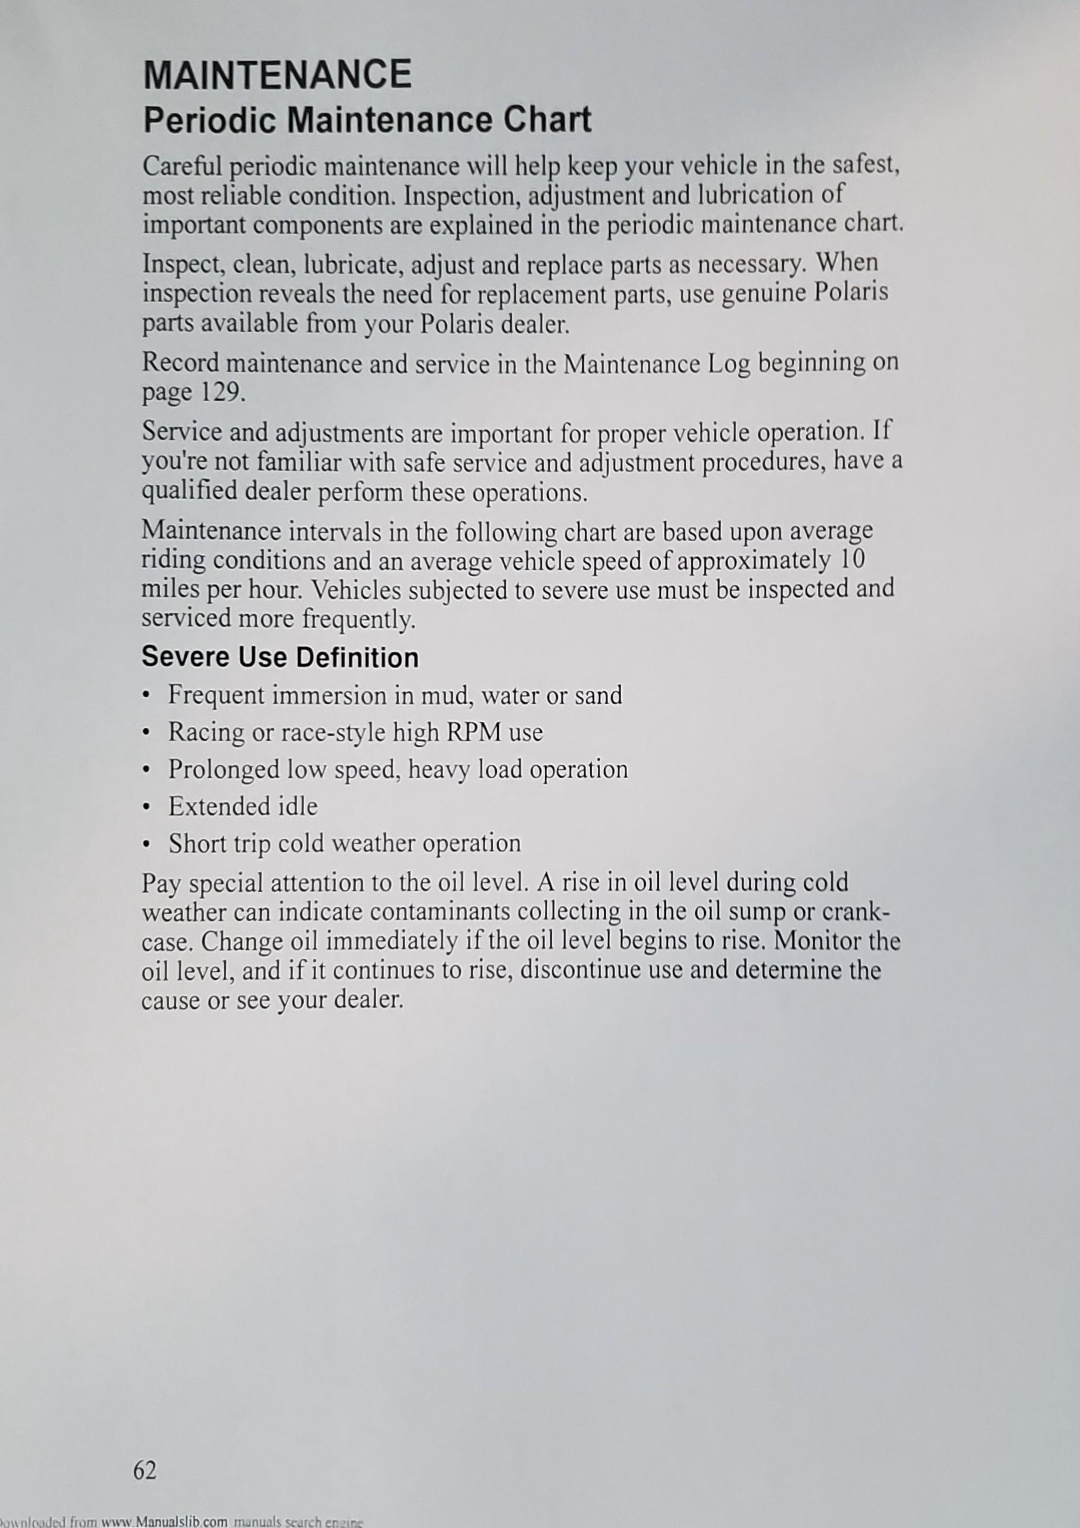 MAINTENANCE
Periodic Maintenance Chart
Careful periodic maintenance will help keep your vehicle in the safest,
most reliable condition. Inspection, adjustment and lubrication of
important components are explained in the periodic maintenance chart.
Inspect, clean, lubricate, adjust and replace parts as necessary. When
inspection reveals the need for replacement parts, use genuine Polaris
parts available from your Polaris dealer.
Record maintenance and service in the Maintenance Log beginning on
page 129.
Service and adjustments are important for proper vehicle operation. If
you're not familiar with safe service and adjustment procedures, have a
qualified dealer perform these operations.
Maintenance intervals in the following chart are based upon average
riding conditions and an average vehicle speed of approximately 10
miles per hour. Vehicles subjected to severe use must be inspected and
serviced more frequently.
Severe Use Definition
• Frequent immersion in mud, water or sand
• Racing or race-style high RPM use
• Prolonged low speed, heavy load operation
• Extended idle
• Short trip cold weather operation
Pay special attention to the oil level. A rise in oil level during cold
weather can indicate contaminants collecting in the oil sump or crank-
case. Change oil immediately if the oil level begins to rise. Monitor the
oil level, and if it continues to rise, discontinue use and determine the
cause or see your dealer.
62
Downloaded from www.Manualslib.com manuals search engine